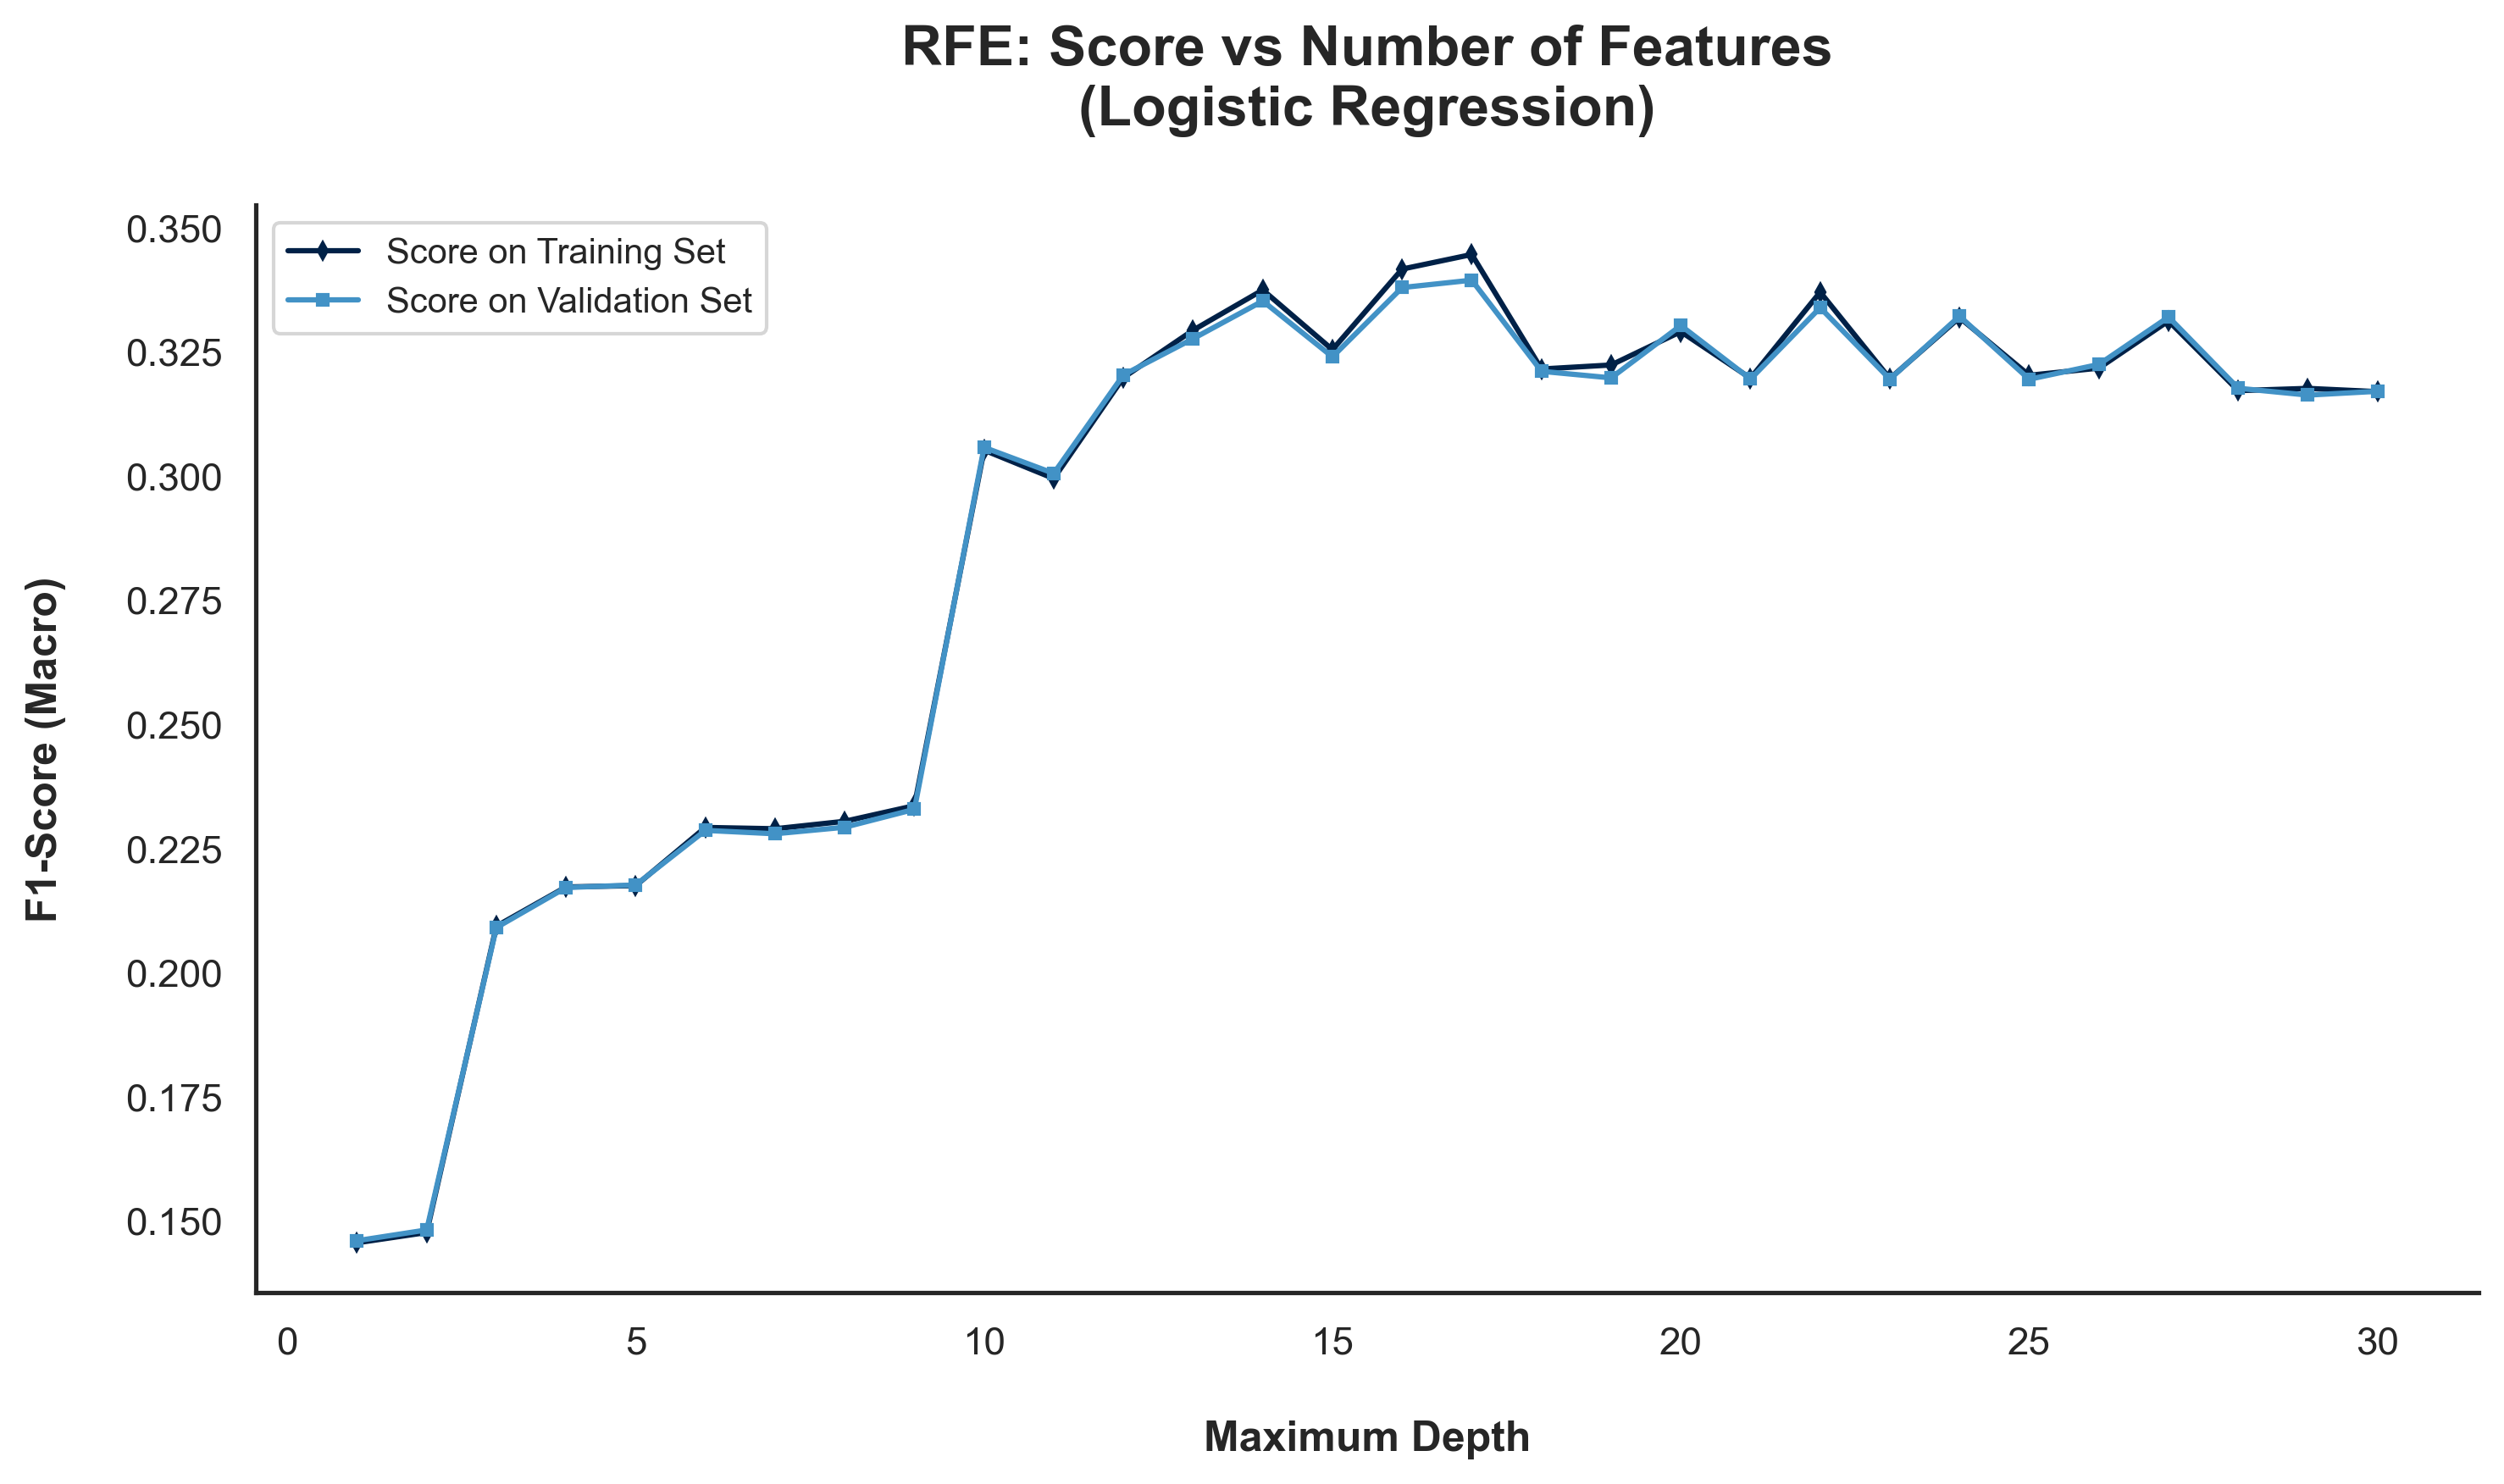 RFE: Score vs Number of Features
(Logistic Regression)
Score on Training Set
Score on Validation Set
F1-Score (Macro)
0.350
0.325
0.300
0.275
0.250
0.225
0.200
0.175
0.150
0 5 10 15 20 25 30
Maximum Depth